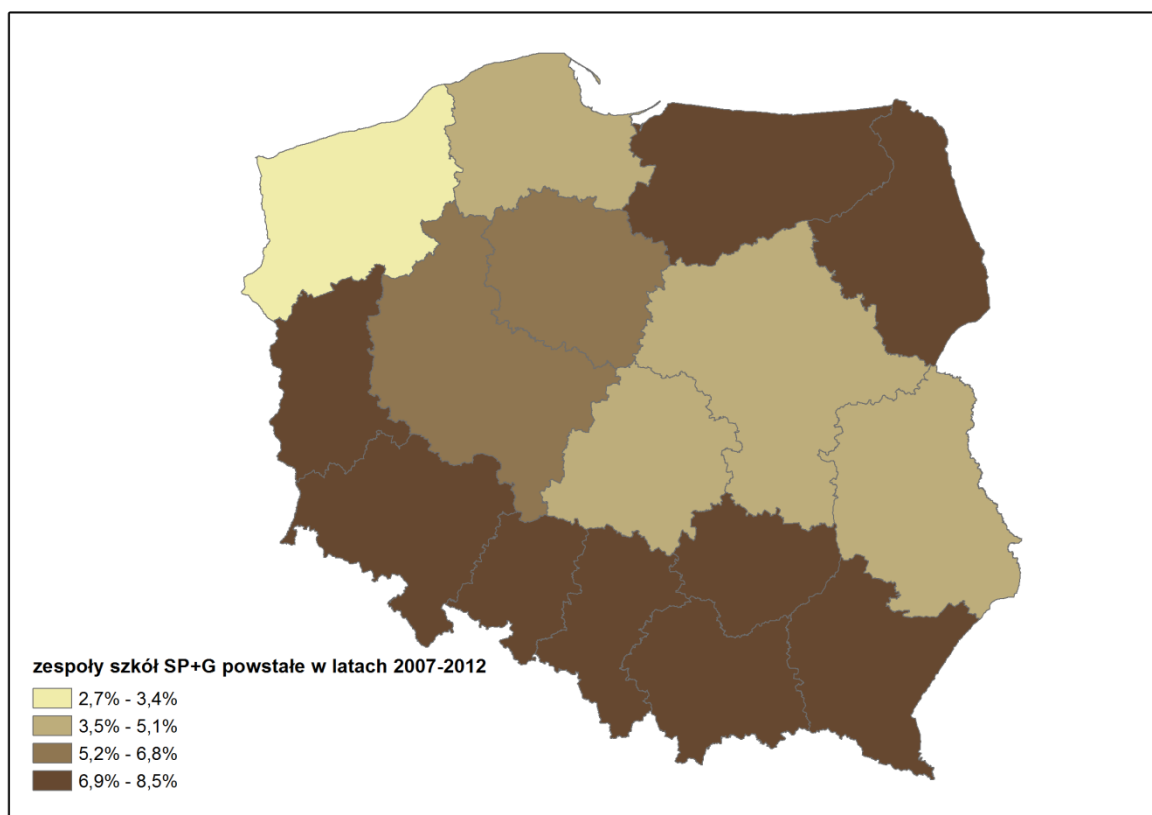 zespoły szkół SP+G powstałe w latach 2007-2012
2,7% - 3,4%
3,5% - 5,1%
5,2% - 6,8%
6,9% - 8,5%